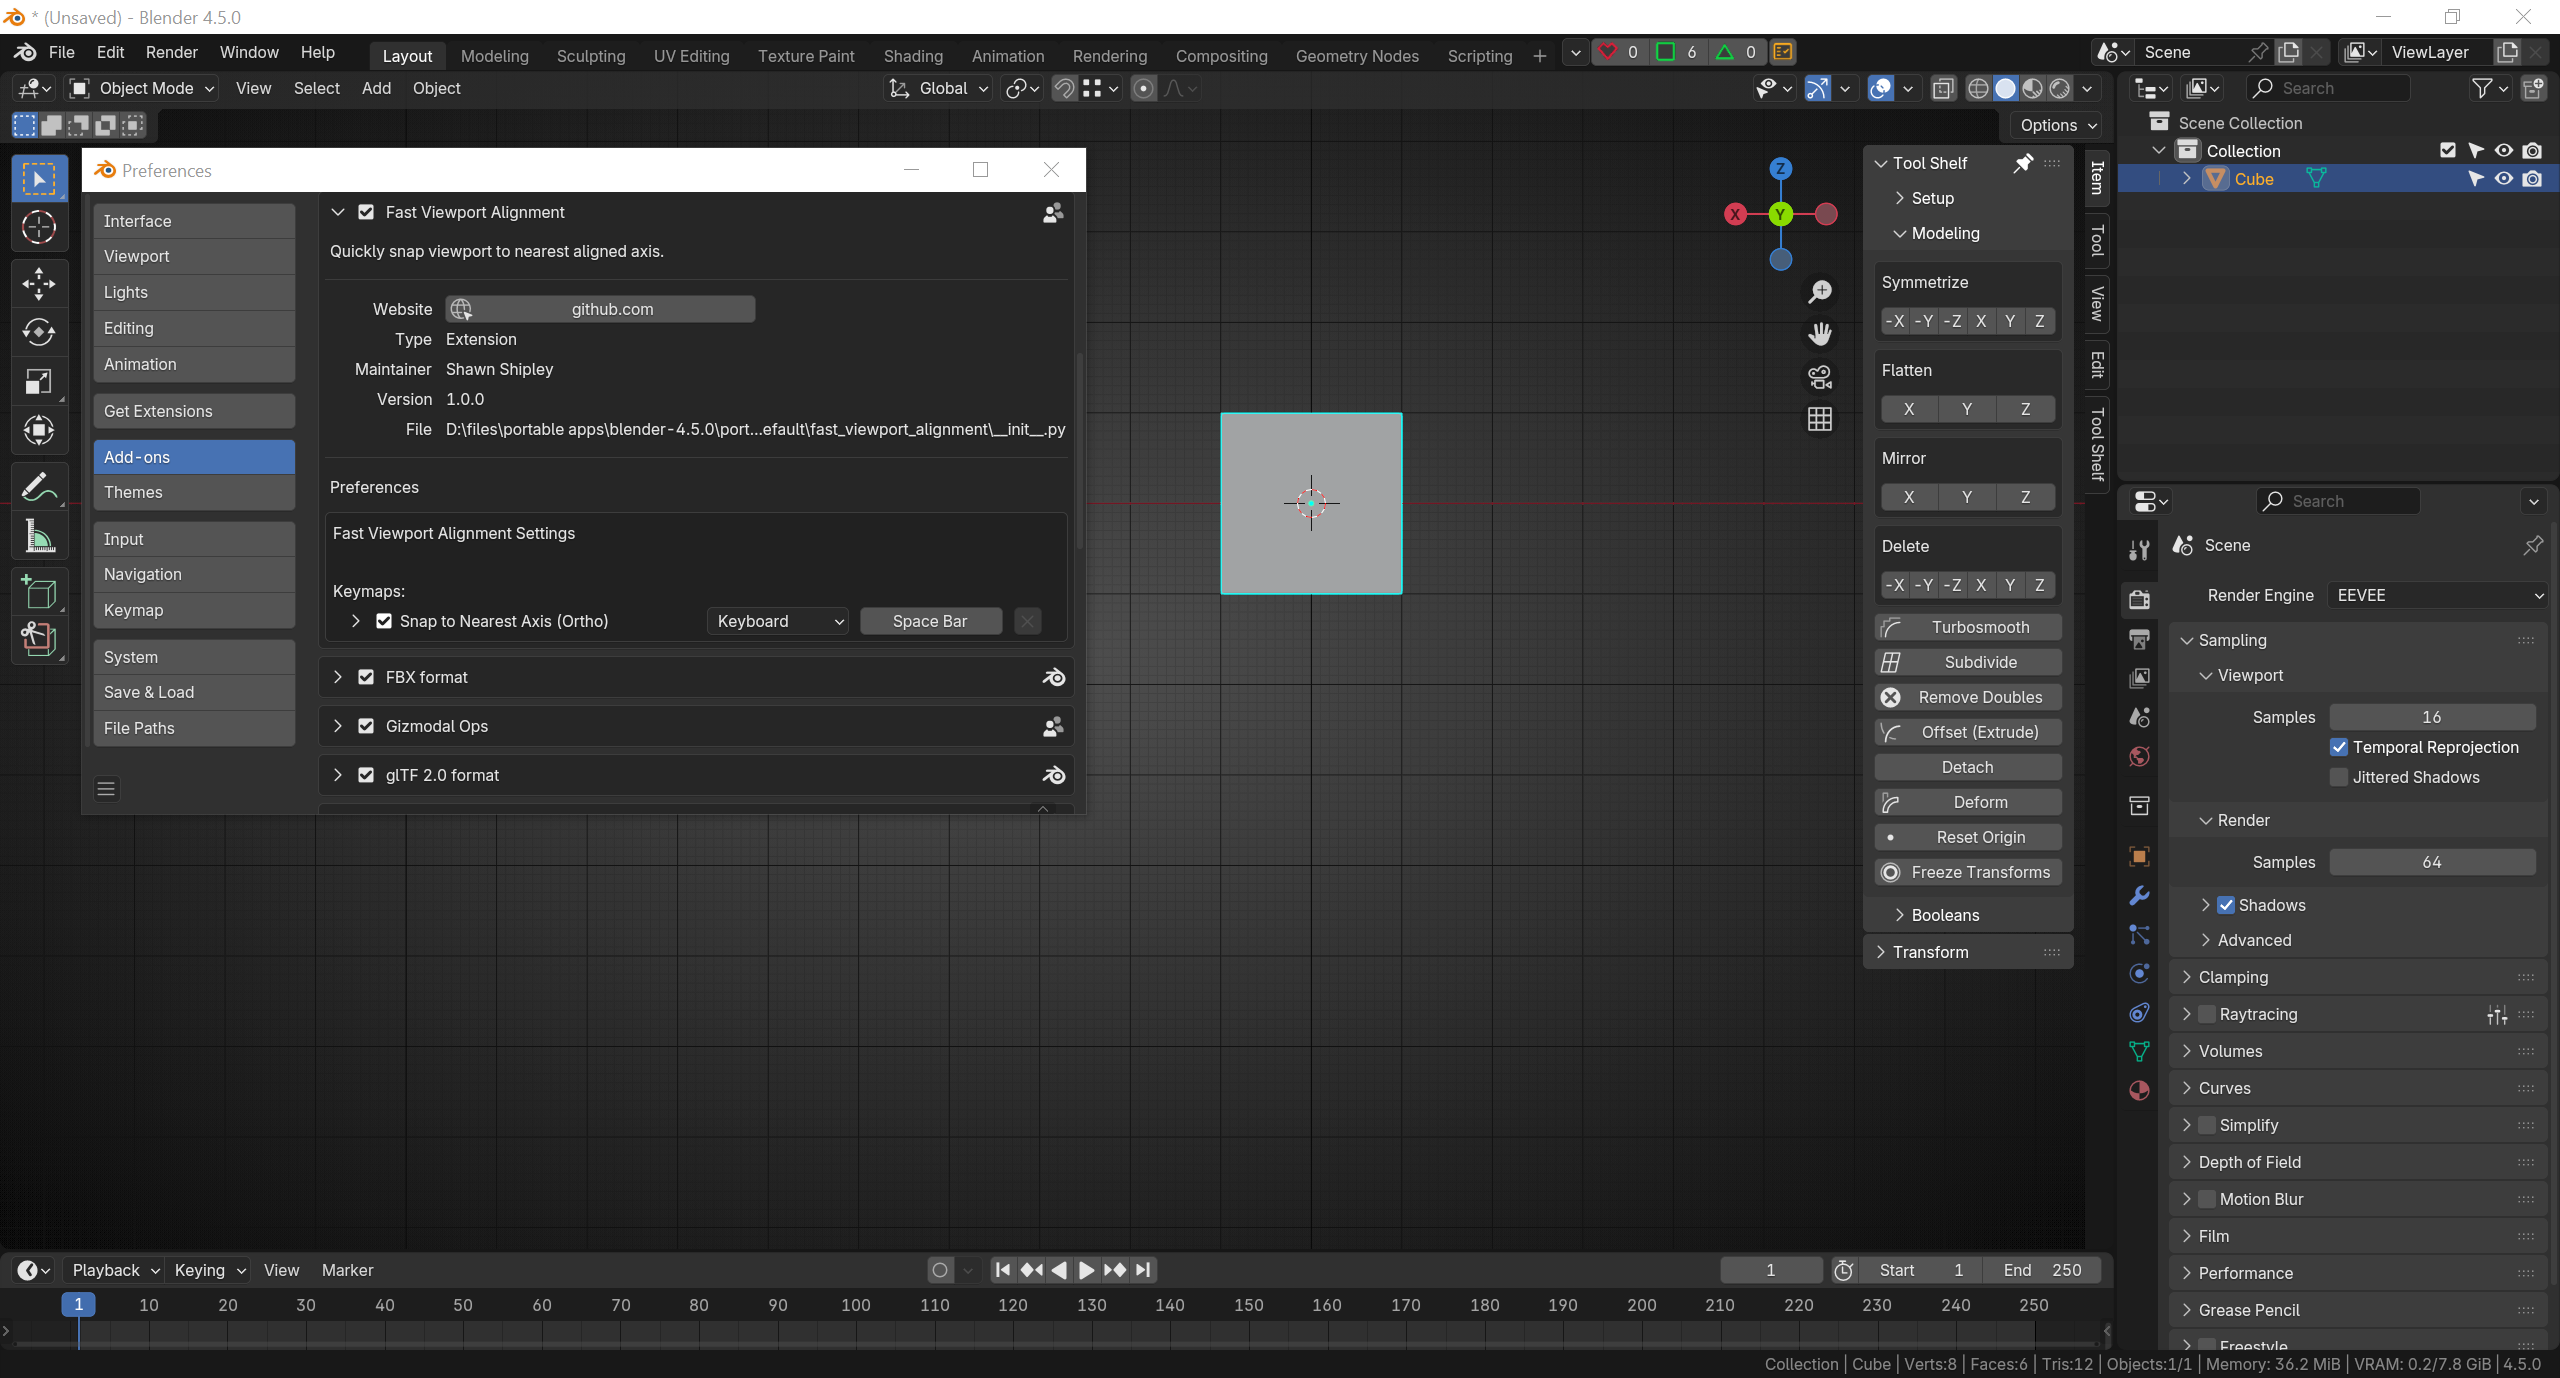 * (Unsaved) - Blender 4.5.0
File Edit Render Window Help Layout Modeling Sculpting UV Editing Texture Paint Shading Animation Rendering Compositing Geometry Nodes Scripting + 0 6 0 Scene ViewLayer
Object Mode View Select Add Object Global Search
Options
Scene Collection
Collection
Cube
Preferences
Interface
Viewport
Lights
Editing
Animation
Get Extensions
Add-ons
Themes
Input
Navigation
Keymap
System
Save & Load
File Paths
Fast Viewport Alignment
Quickly snap viewport to nearest aligned axis.
Website github.com
Type Extension
Maintainer Shawn Shipley
Version 1.0.0
File D:\files\portable apps\blender-4.5.0\port...efault\fast_viewport_alignment\__init__.py
Preferences
Fast Viewport Alignment Settings
Keymaps:
Snap to Nearest Axis (Ortho) Keyboard Space Bar
FBX format
Gizmodal Ops
glTF 2.0 format
Z
X Y
Tool Shelf
Setup
Modeling
Symmetrize
-X -Y -Z X Y Z
Flatten
X Y Z
Mirror
X Y Z
Delete
-X -Y -Z X Y Z
Turbosmooth
Subdivide
Remove Doubles
Offset (Extrude)
Detach
Deform
Reset Origin
Freeze Transforms
Booleans
Transform
Item
Tool
View
Edit
Tool Shelf
Search
Scene
Render Engine EEVEE
Sampling
Viewport
Samples 16
Temporal Reprojection
Jittered Shadows
Render
Samples 64
Shadows
Advanced
Clamping
Raytracing
Volumes
Curves
Simplify
Depth of Field
Motion Blur
Film
Performance
Grease Pencil
Freestyle
Playback Keying View Marker 1 Start 1 End 250
1 10 20 30 40 50 60 70 80 90 100 110 120 130 140 150 160 170 180 190 200 210 220 230 240 250
Collection | Cube | Verts:8 | Faces:6 | Tris:12 | Objects:1/1 | Memory: 36.2 MiB | VRAM: 0.2/7.8 GiB | 4.5.0